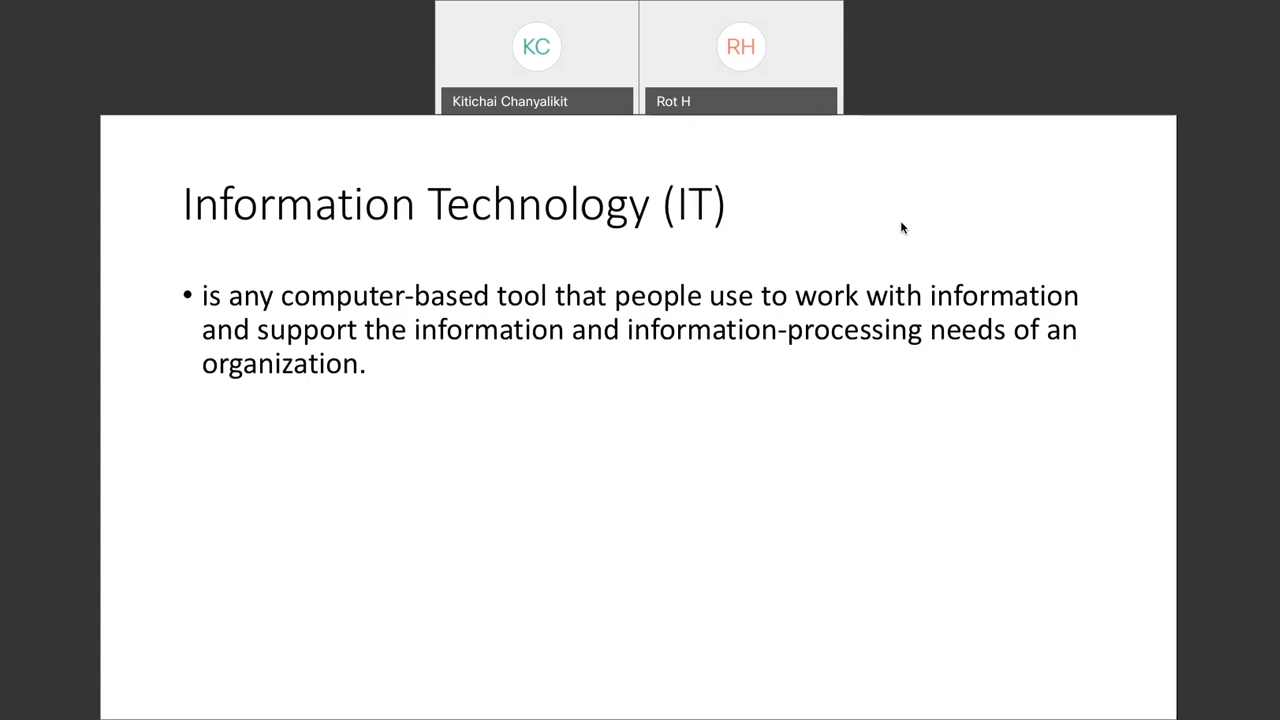 KC
RH
Kitichai Chanyalikit
Rot H
Information Technology (IT)
• is any computer-based tool that people use to work with information
and support the information and information-processing needs of an
organization.